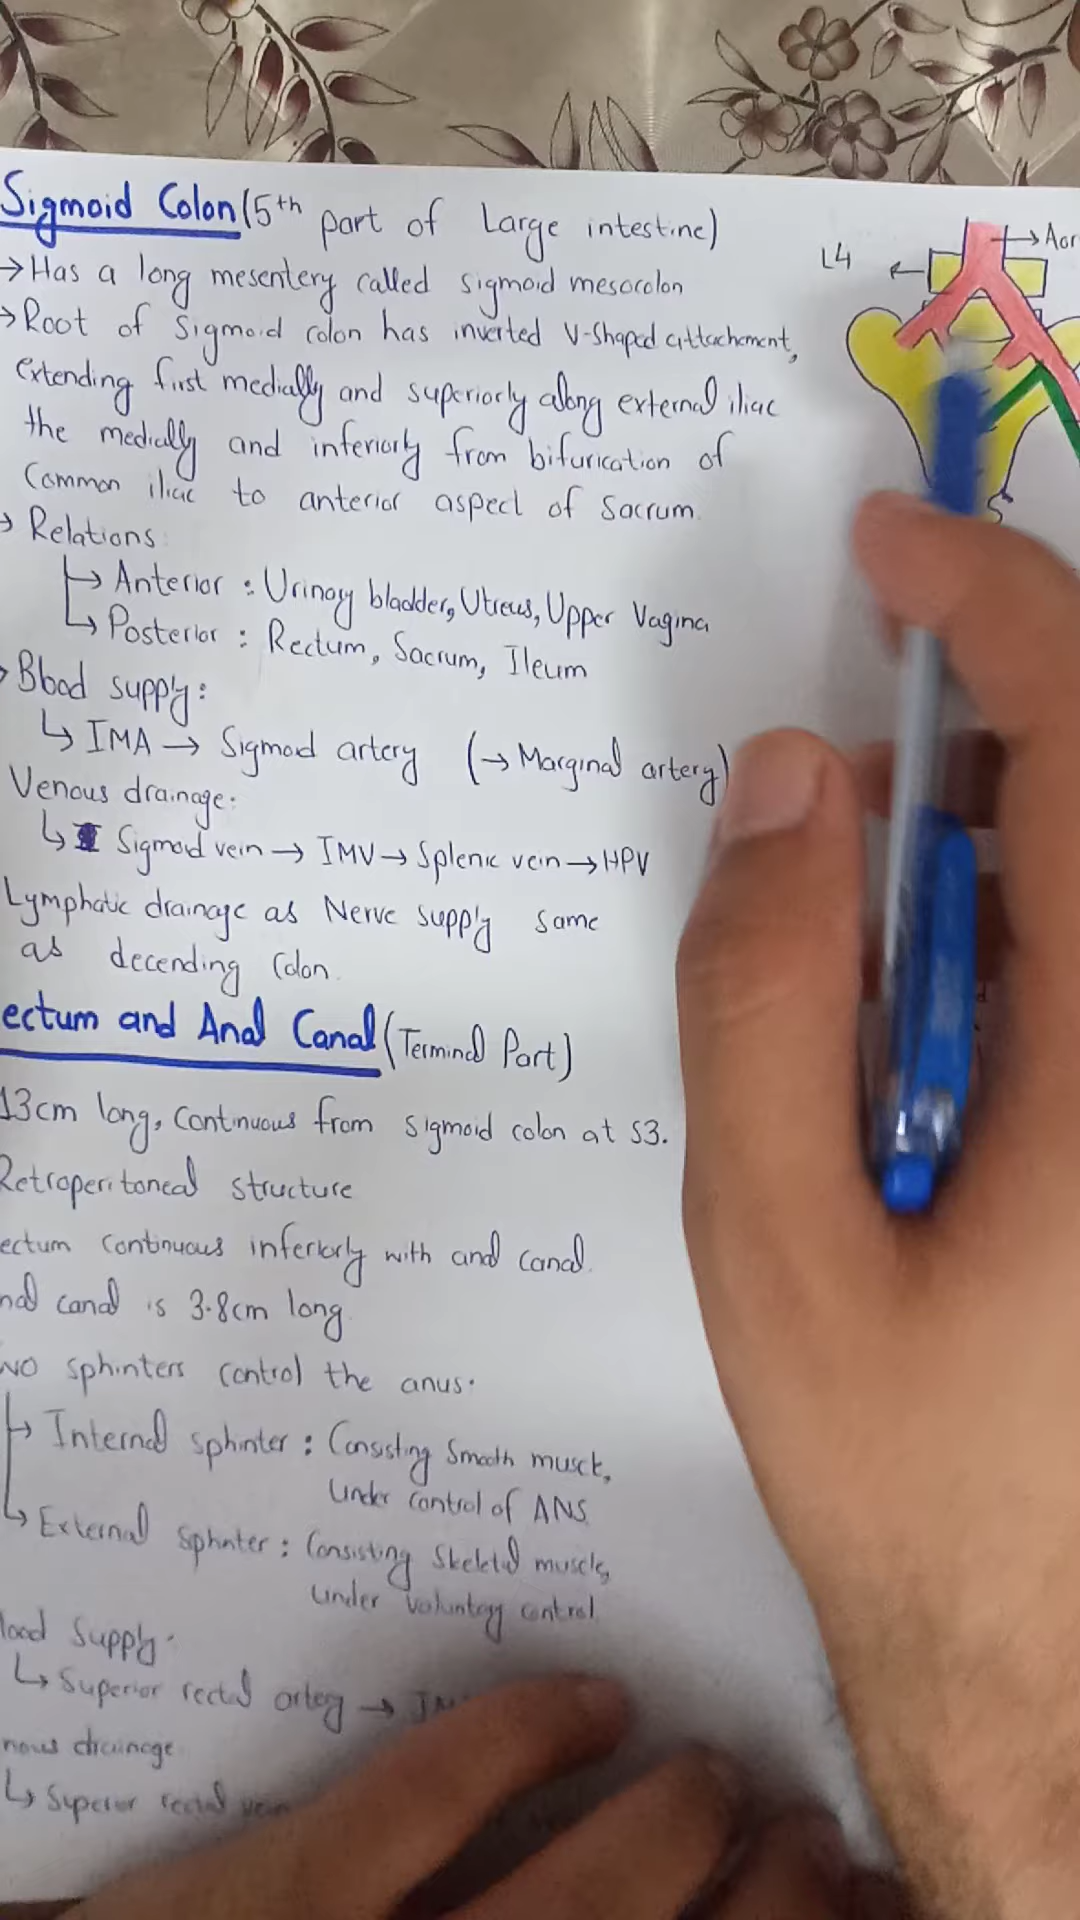 Sigmoid Colon (5th part of Large intestine)
→ Has a long mesentery called sigmoid mesocolon
→ Root of Sigmoid colon has inverted V-Shaped attachement,
extending first medially and superiorly along external iliac
the medially and inferiorly from bifurication of
Common iliac to anterior aspect of Sacrum.
→ Relations:
→ Anterior : Urinary bladder, Utreus, Upper Vagina
→ Posterior : Rectum, Sacrum, Ileum
→ Blood supply:
↳ IMA → Sigmoid artery (→ Marginal artery)
Venous drainage:
↳ Sigmoid vein → IMV → Splenic vein → HPV
Lymphatic drainage as Nerve supply same
as decending Colon.
ectum and Anal Canal (Terminal Part)
13cm long, Continuous from sigmoid colon at S3.
Retroperitoneal structure
ectum continuous inferiorly with anal canal.
nal canal is 3.8cm long.
wo sphinters control the anus.
→ Internal sphinter : Consisting Smooth muscle,
under control of ANS
↳ External Sphinter : Consisting Skeletal muscle,
under voluntary control
lood Supply:
↳ Superior rectal artery →
nous drainage
↳ Superior rectal vein
L4
→ Aor
S